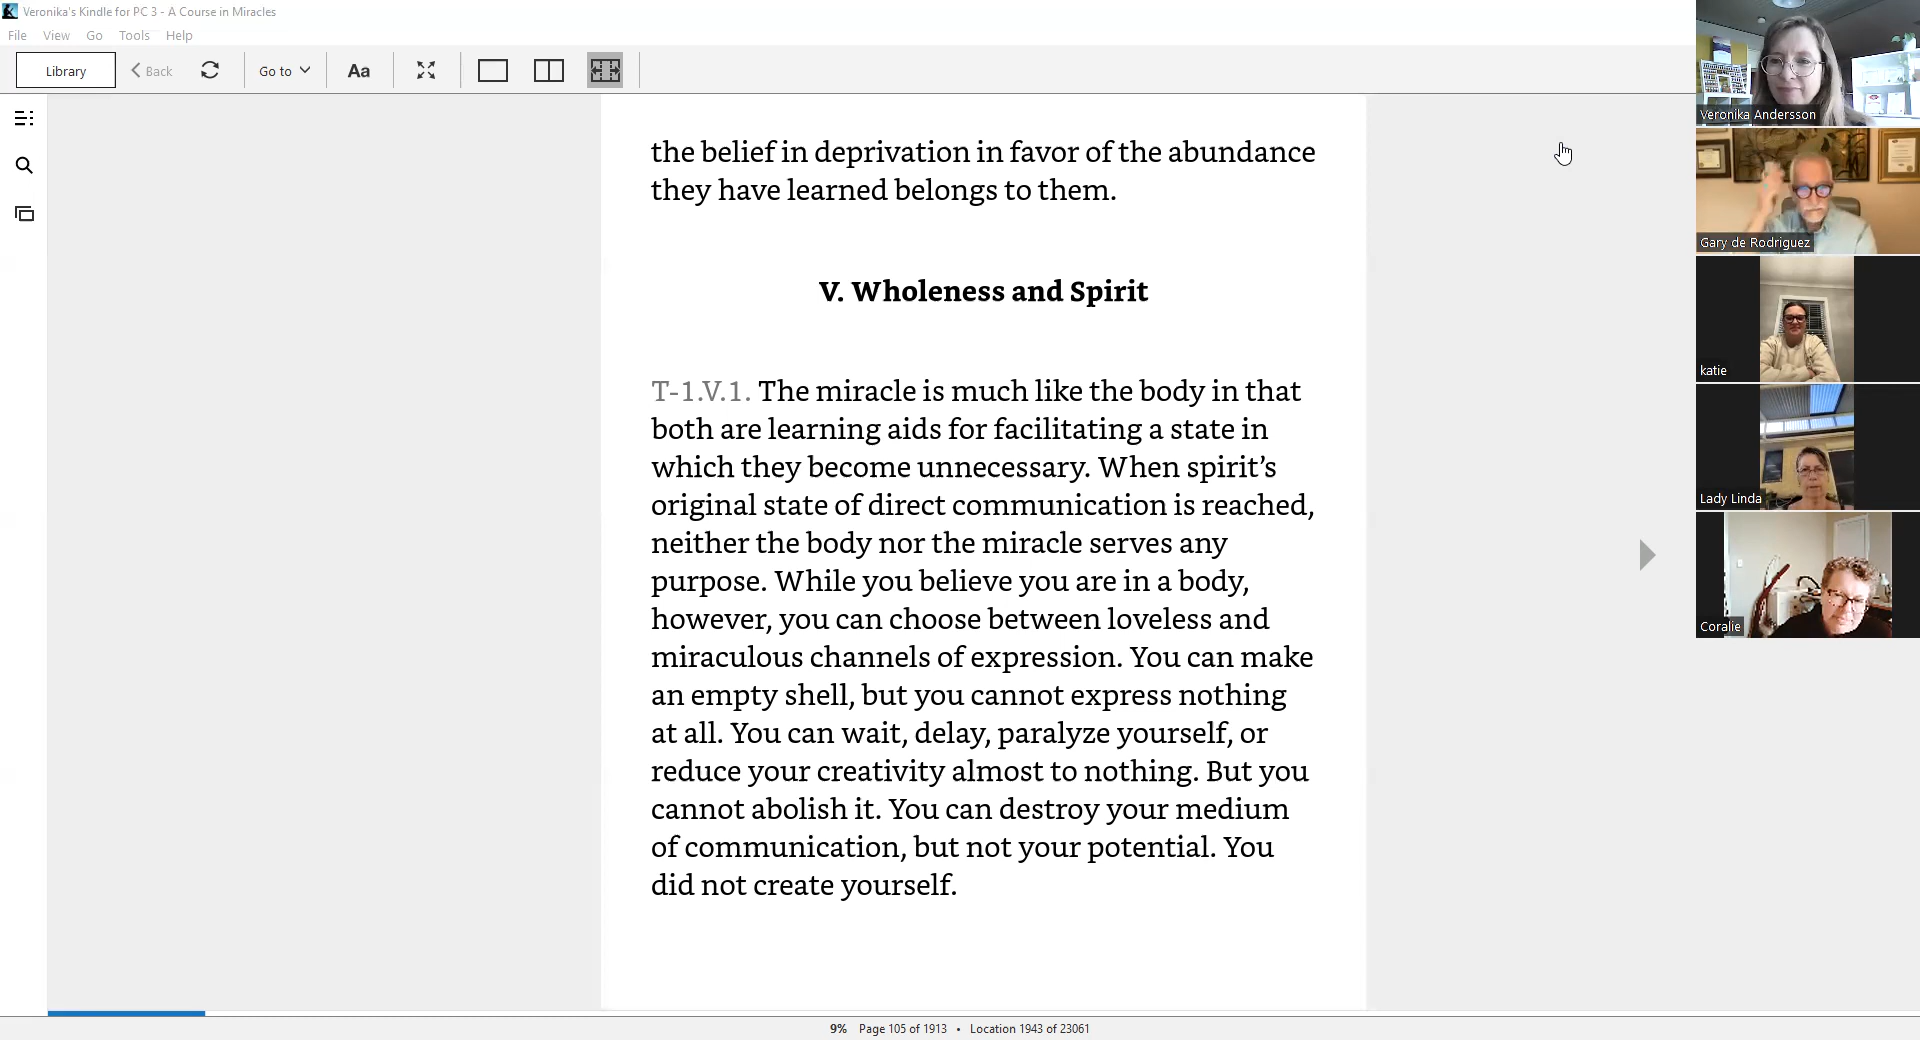 Veronika's Kindle for PC 3 - A Course in Miracles
File View Go Tools Help
Library Back Go to Aa
the belief in deprivation in favor of the abundance
they have learned belongs to them.
V. Wholeness and Spirit
T-1.V.1. The miracle is much like the body in that
both are learning aids for facilitating a state in
which they become unnecessary. When spirit’s
original state of direct communication is reached,
neither the body nor the miracle serves any
purpose. While you believe you are in a body,
however, you can choose between loveless and
miraculous channels of expression. You can make
an empty shell, but you cannot express nothing
at all. You can wait, delay, paralyze yourself, or
reduce your creativity almost to nothing. But you
cannot abolish it. You can destroy your medium
of communication, but not your potential. You
did not create yourself.
9% Page 105 of 1913 • Location 1943 of 23061
Veronika Andersson
Gary de Rodriguez
katie
Lady Linda
Coralie